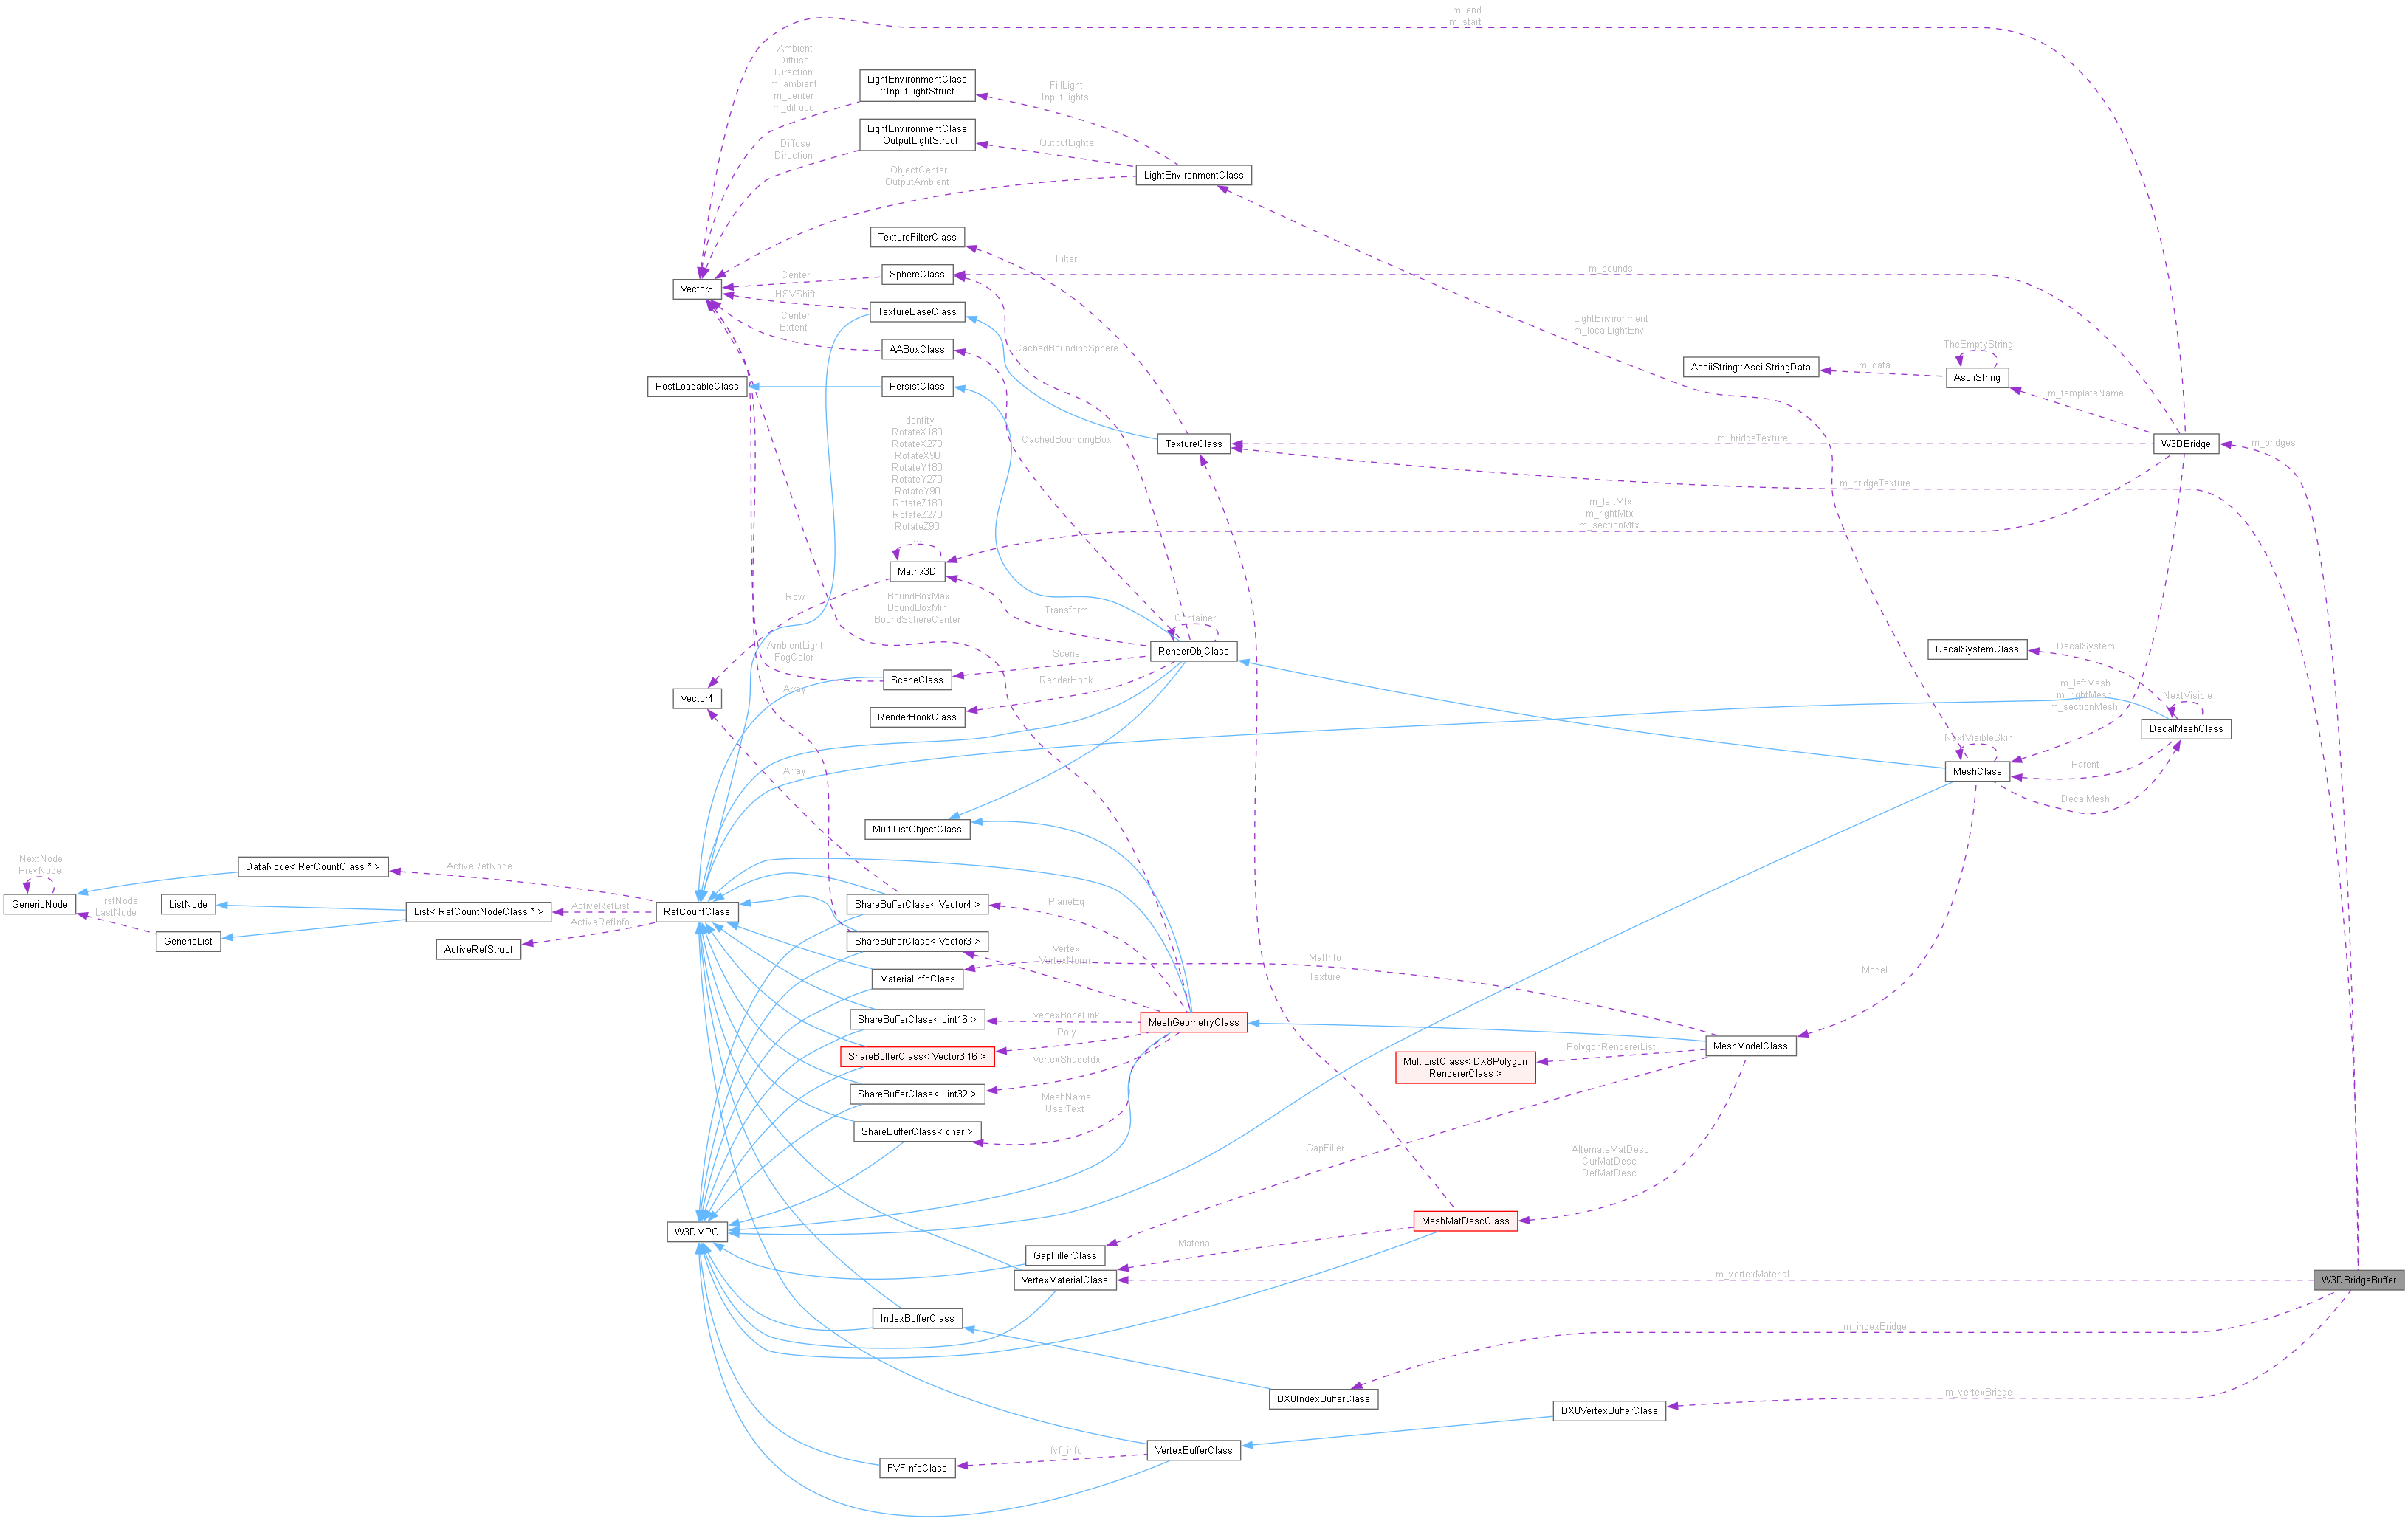 m_end
m_start
Ambient
Diffuse
Direction
m_ambient
m_center
m_diffuse
LightEnvironmentClass
::InputLightStruct
FillLight
InputLights
LightEnvironmentClass
::OutputLightStruct
Diffuse
Direction
OutputLights
ObjectCenter
OutputAmbient
LightEnvironmentClass
TextureFilterClass
Filter
SphereClass
Center
m_bounds
Vector3
HSVShift
TextureBaseClass
Center
Extent
LightEnvironment
m_localLightEnv
AABoxClass
CachedBoundingSphere
TheEmptyString
AsciiString::AsciiStringData
m_data
AsciiString
PostLoadableClass
PersistClass
m_templateName
Identity
RotateX180
RotateX270
RotateX90
RotateY180
RotateY270
RotateY90
RotateZ180
RotateZ270
RotateZ90
CachedBoundingBox
TextureClass
m_bridgeTexture
W3DBridge
m_bridges
m_bridgeTexture
m_leftMtx
m_rightMtx
m_sectionMtx
Matrix3D
Row
BoundBoxMax
BoundBoxMin
BoundSphereCenter
Transform
Container
RenderObjClass
AmbientLight
FogColor
Scene
DecalSystemClass
DecalSystem
SceneClass
RenderHook
Array
Vector4
RenderHookClass
m_leftMesh
m_rightMesh
m_sectionMesh
NextVisible
DecalMeshClass
NextVisibleSkin
MeshClass
Parent
Array
DecalMesh
MultiListObjectClass
NextNode
PrevNode
DataNode< RefCountClass * >
ActiveRefNode
GenericNode
FirstNode
LastNode
ListNode
List< RefCountNodeClass * >
ActiveRefList
ActiveRefInfo
RefCountClass
ShareBufferClass< Vector4 >
PlaneEq
GenericList
ActiveRefStruct
ShareBufferClass< Vector3 >
Vertex
VertexNorm
MatInfo
Texture
Model
MaterialInfoClass
ShareBufferClass< uint16 >
VertexBoneLink
MeshGeometryClass
Poly
ShareBufferClass< Vector3i16 >
VertexShadeIdx
MeshModelClass
PolygonRendererList
MultiListClass< DX8Polygon
RendererClass >
ShareBufferClass< uint32 >
MeshName
UserText
ShareBufferClass< char >
GapFiller
AlternateMatDesc
CurMatDesc
DefMatDesc
W3DMPO
MeshMatDescClass
GapFillerClass
Material
VertexMaterialClass
m_vertexMaterial
W3DBridgeBuffer
IndexBufferClass
m_indexBridge
DX8IndexBufferClass
m_vertexBridge
DX8VertexBufferClass
VertexBufferClass
fvf_info
FVFInfoClass